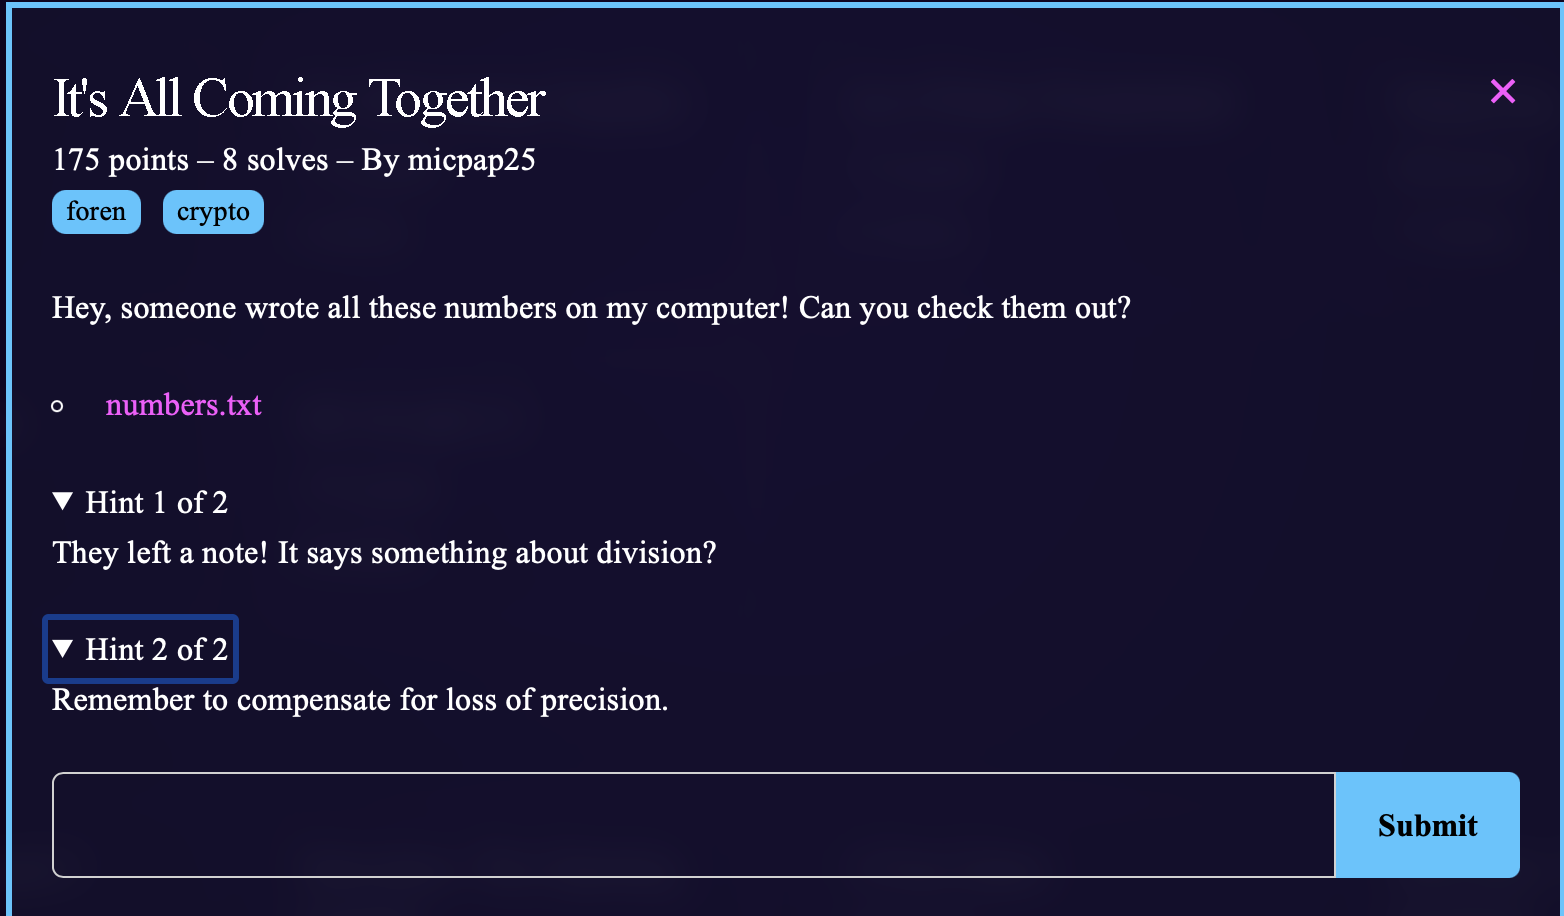 It's All Coming Together
175 points – 8 solves – By micpap25
foren crypto
Hey, someone wrote all these numbers on my computer! Can you check them out?
numbers.txt
Hint 1 of 2
They left a note! It says something about division?
Hint 2 of 2
Remember to compensate for loss of precision.
Submit